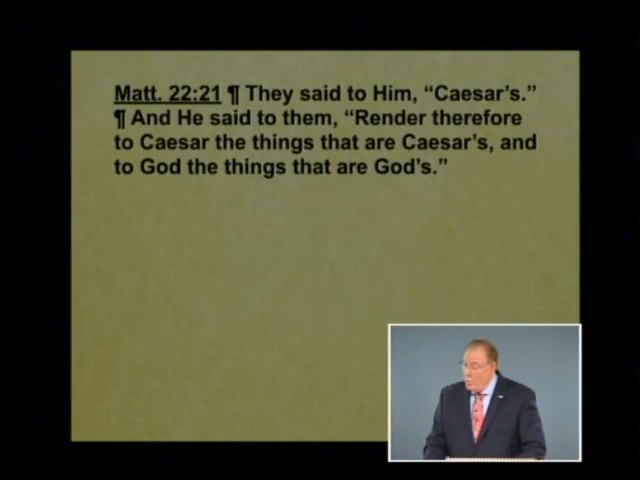 Matt. 22:21 ¶ They said to Him, “Caesar’s.”
¶ And He said to them, “Render therefore
to Caesar the things that are Caesar’s, and
to God the things that are God’s.”